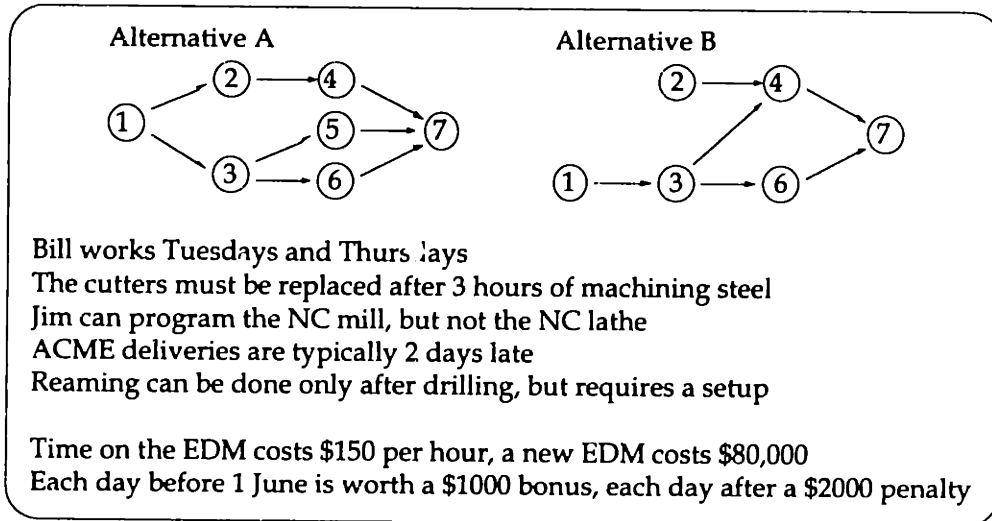 Alternative A
Alternative B
2 4
2 4
1 5 7
7
3 6
1 3 6
Bill works Tuesdays and Thursdays
The cutters must be replaced after 3 hours of machining steel
Jim can program the NC mill, but not the NC lathe
ACME deliveries are typically 2 days late
Reaming can be done only after drilling, but requires a setup
Time on the EDM costs $150 per hour, a new EDM costs $80,000
Each day before 1 June is worth a $1000 bonus, each day after a $2000 penalty